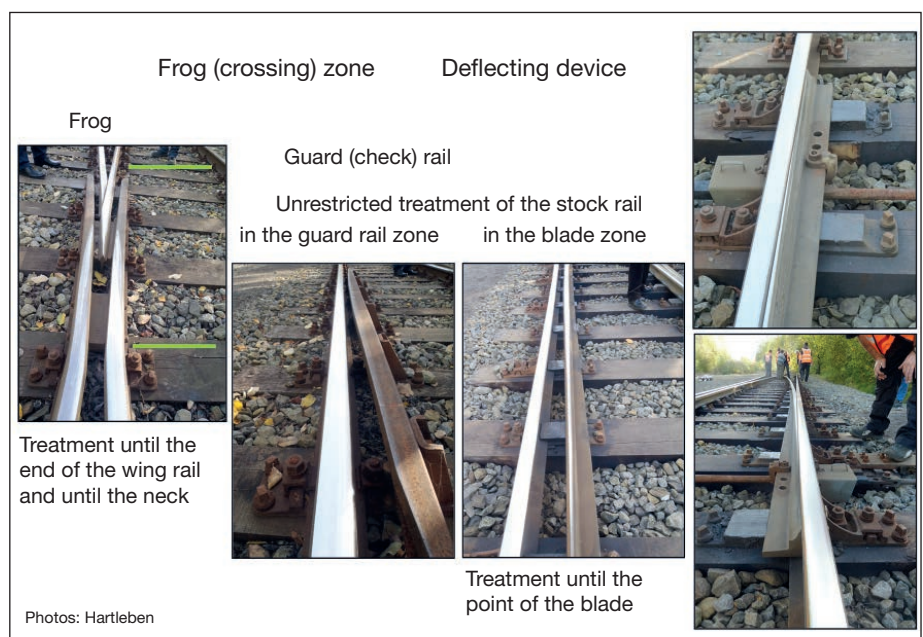 Frog (crossing) zone
Deflecting device
Frog
Guard (check) rail
Unrestricted treatment of the stock rail
in the guard rail zone
in the blade zone
Treatment until the
end of the wing rail
and until the neck
Treatment until the
point of the blade
Photos: Hartleben